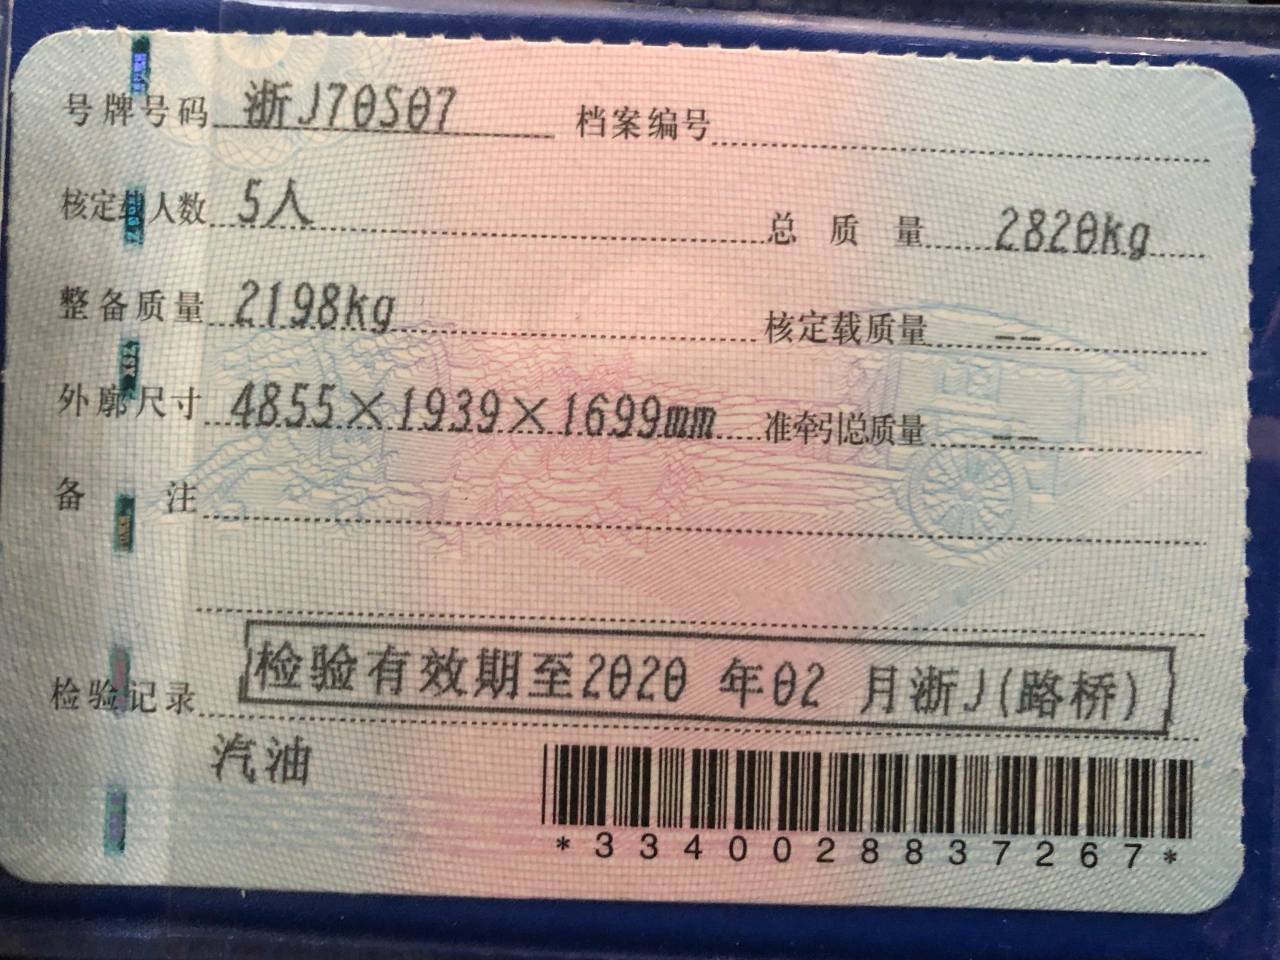 号牌号码 浙J70S07 档案编号
核定载人数 5人 总质量 2820kg
整备质量 2198kg 核定载质量 --
外廓尺寸 4855×1939×1699mm 准牵引总质量 --
备注
检验记录 检验有效期至2020年02月浙J(路桥)
汽油
*3340028837267*